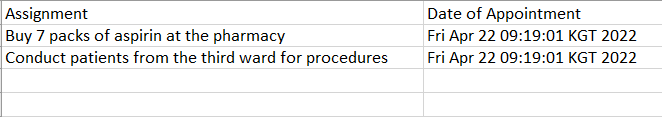 Assignment Date of Appointment
Buy 7 packs of aspirin at the pharmacy Fri Apr 22 09:19:01 KGT 2022
Conduct patients from the third ward for procedures Fri Apr 22 09:19:01 KGT 2022